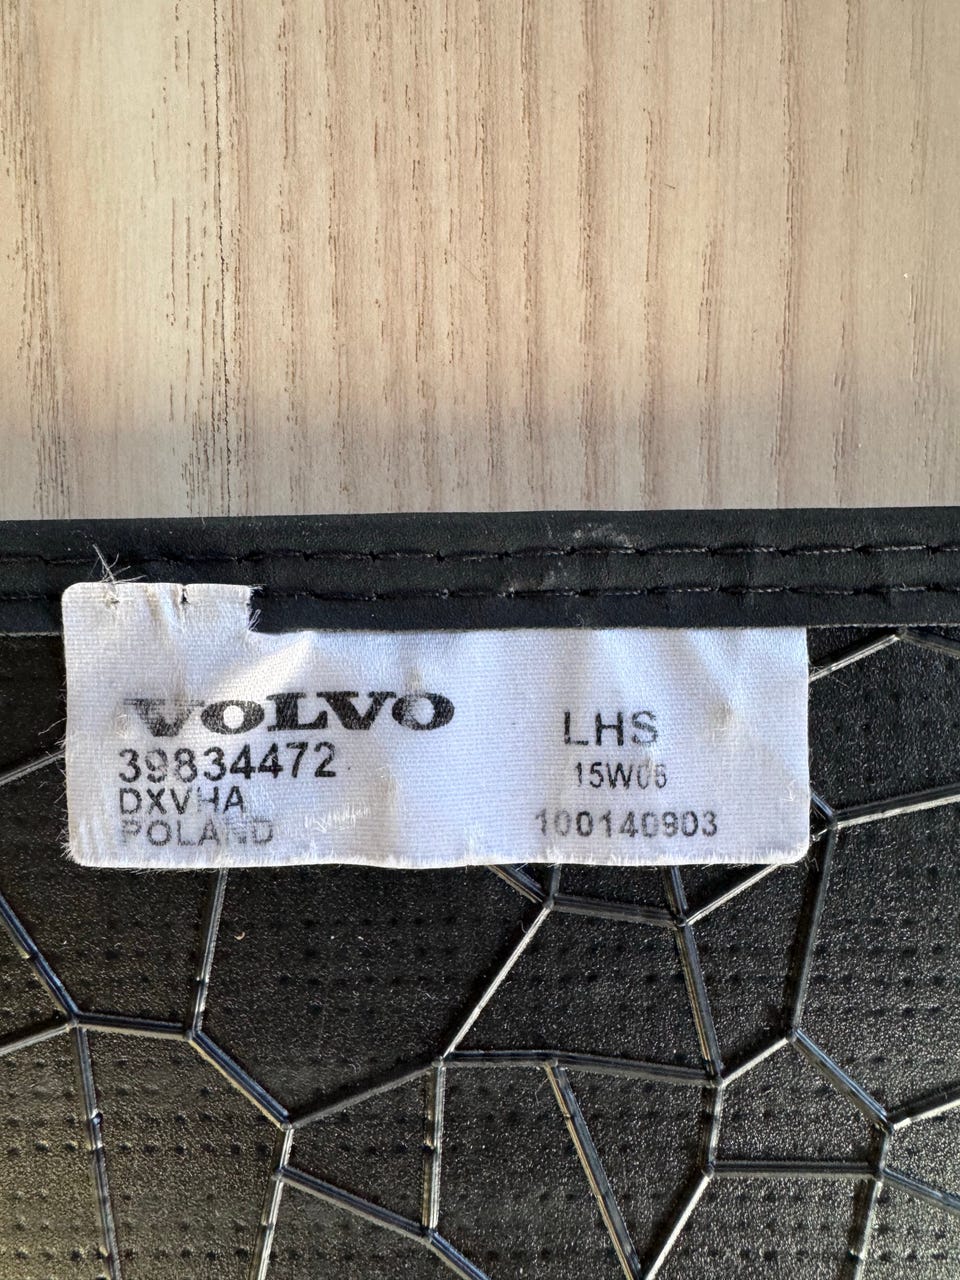 VOLVO
39834472
DXVHA
POLAND
LHS
15W06
100140903